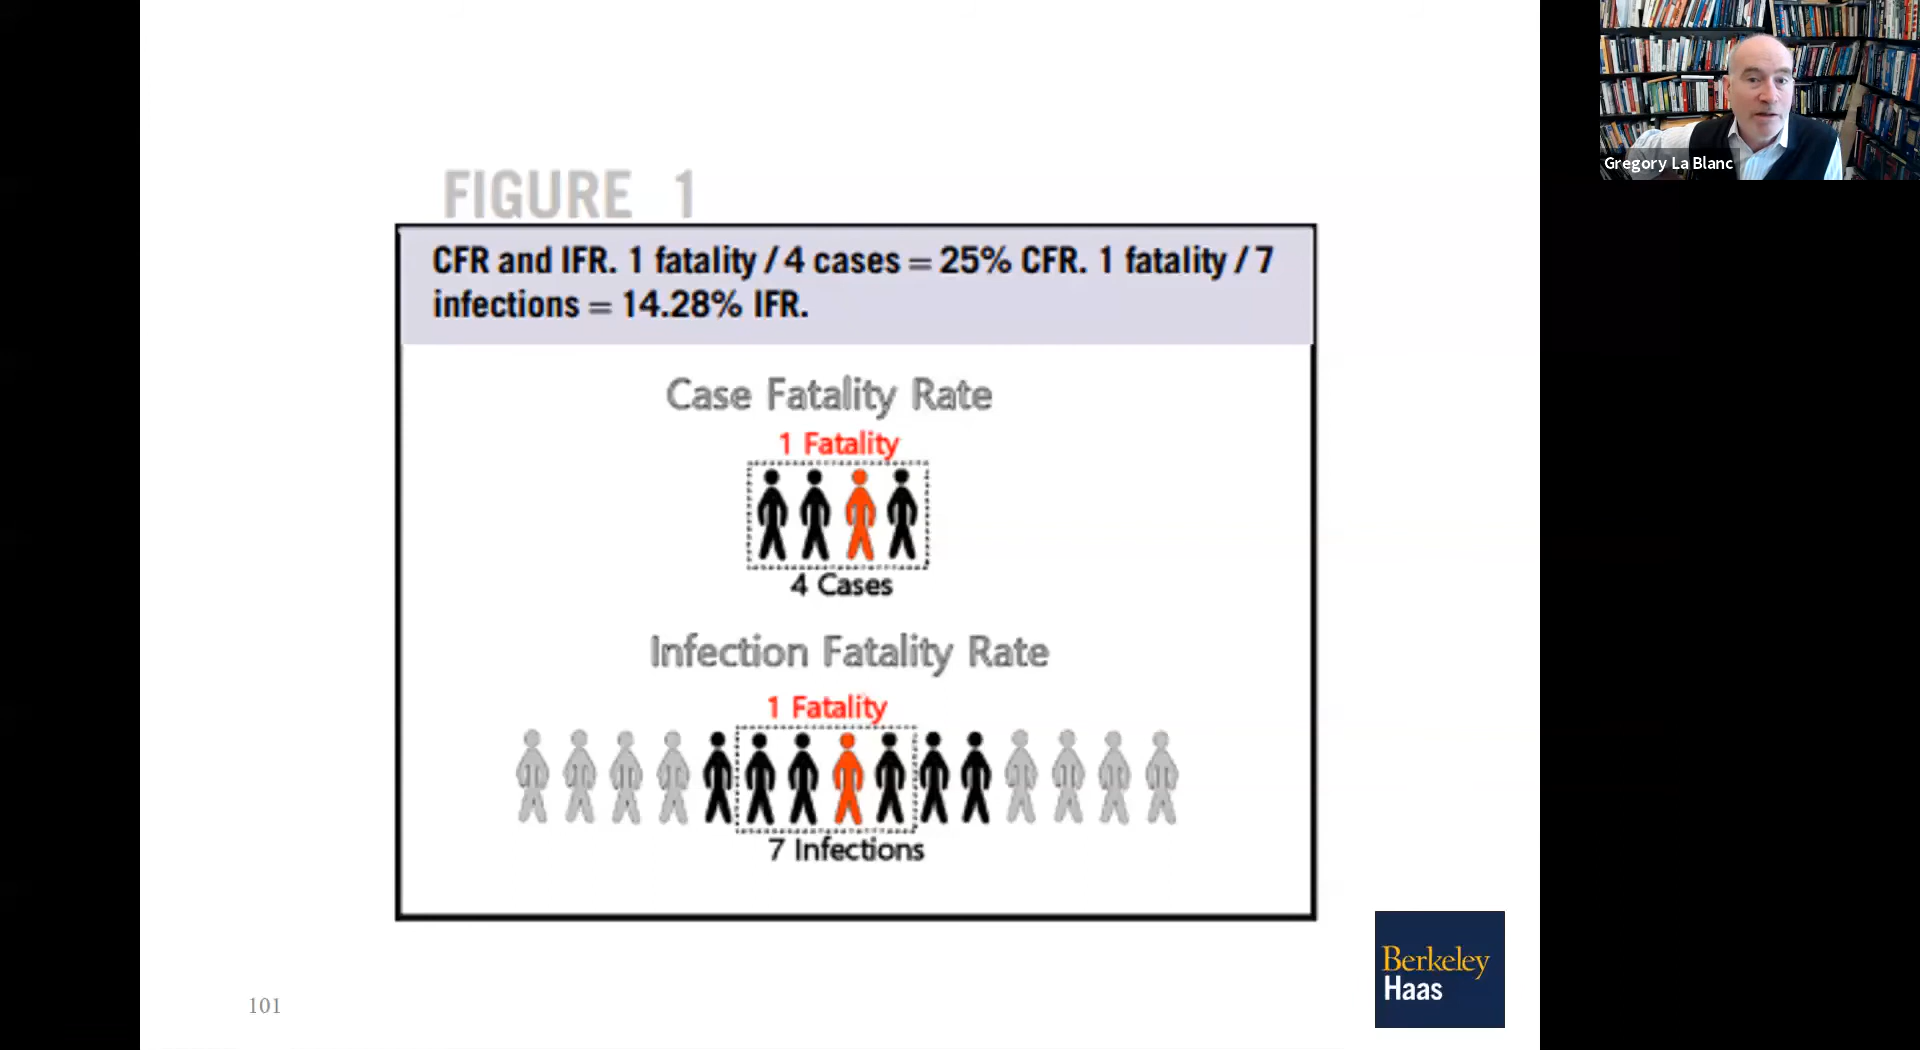 FIGURE 1
CFR and IFR. 1 fatality / 4 cases = 25% CFR. 1 fatality / 7
infections = 14.28% IFR.
Case Fatality Rate
1 Fatality
4 Cases
Infection Fatality Rate
1 Fatality
7 Infections
101
Berkeley
Haas
Gregory La Blanc